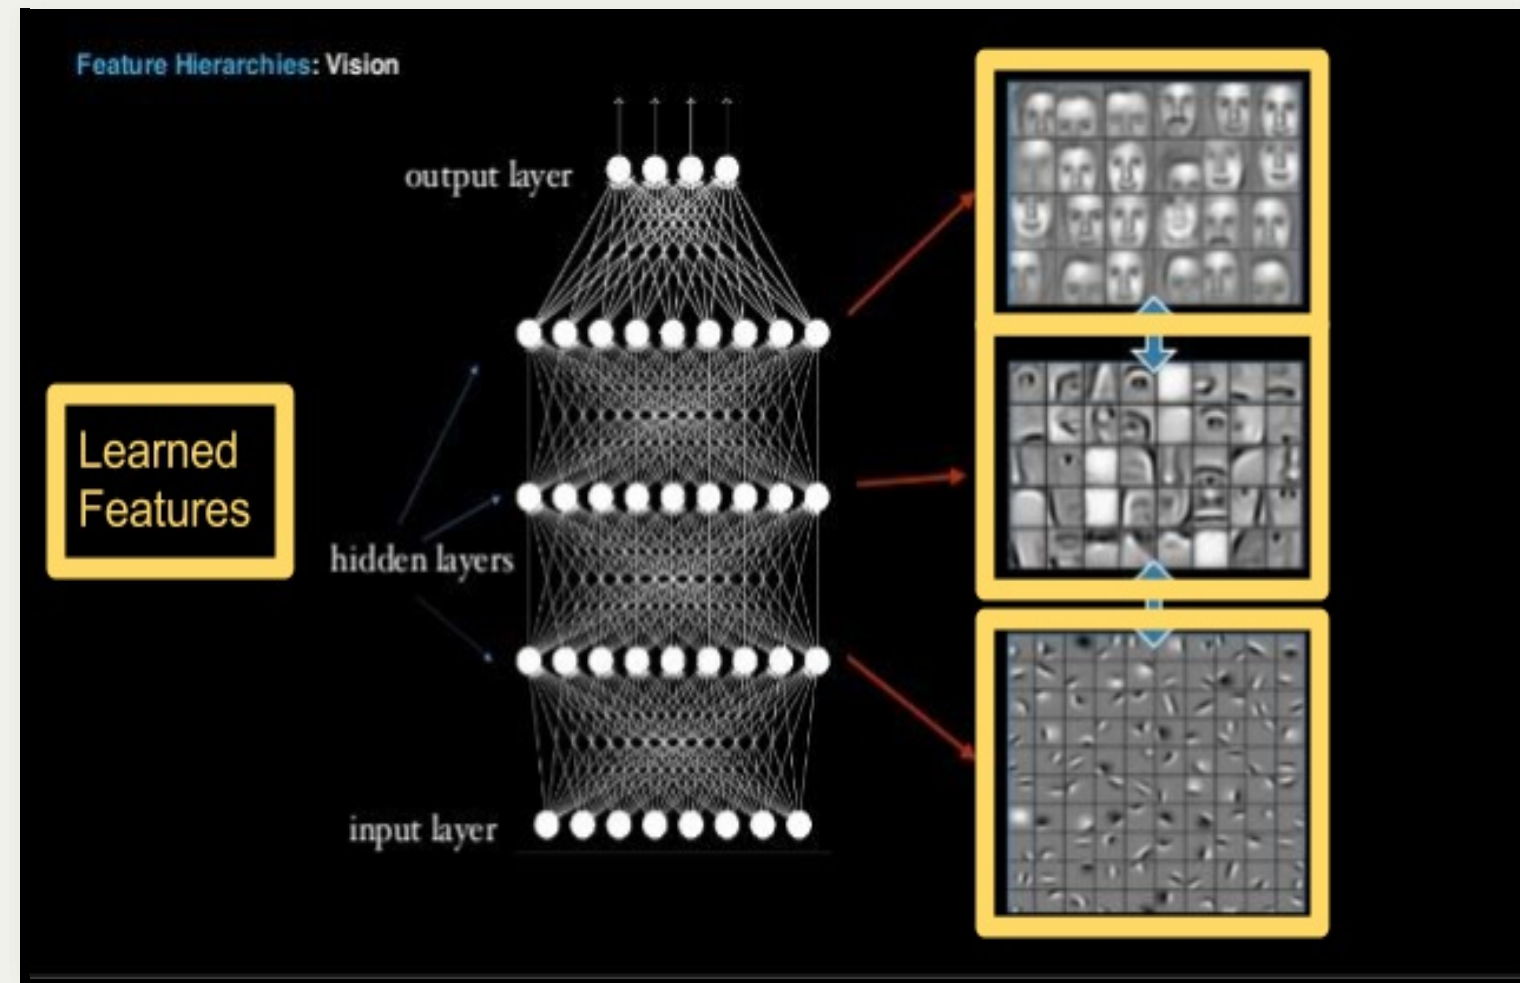 Feature Hierarchies: Vision
output layer
Learned
Features
hidden layers
input layer